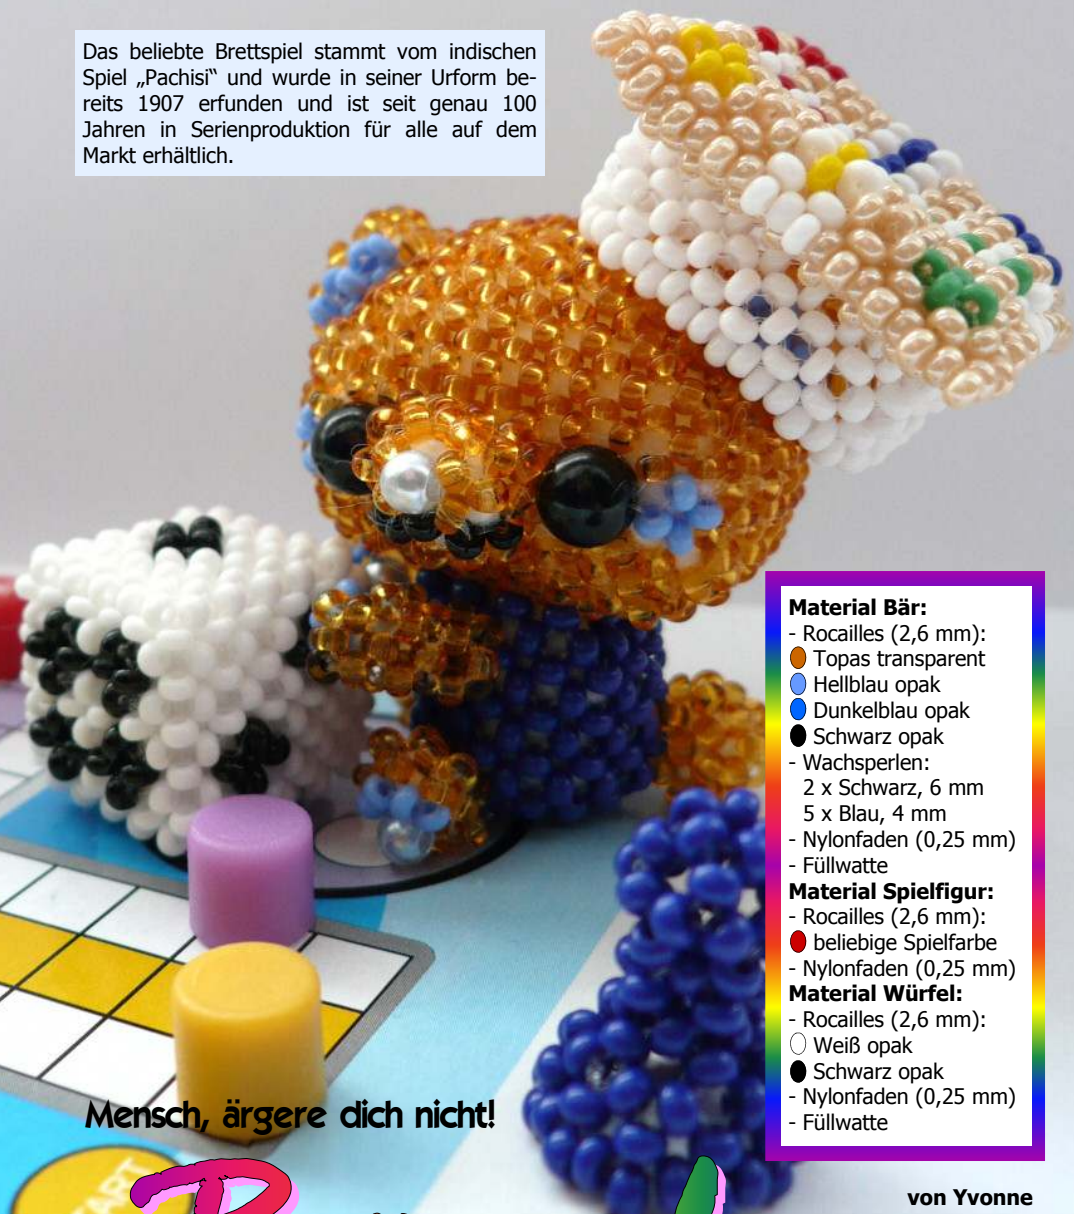 Das beliebte Brettspiel stammt vom indischen
Spiel „Pachisi“ und wurde in seiner Urform be-
reits 1907 erfunden und ist seit genau 100
Jahren in Serienproduktion für alle auf dem
Markt erhältlich.
Material Bär:
- Rocailles (2,6 mm):
Topas transparent
Hellblau opak
Dunkelblau opak
Schwarz opak
- Wachsperlen:
2 x Schwarz, 6 mm
5 x Blau, 4 mm
- Nylonfaden (0,25 mm)
- Füllwatte
Material Spielfigur:
- Rocailles (2,6 mm):
beliebige Spielfarbe
- Nylonfaden (0,25 mm)
Material Würfel:
- Rocailles (2,6 mm):
Weiß opak
Schwarz opak
- Nylonfaden (0,25 mm)
- Füllwatte
Mensch, ärgere dich nicht!
von Yvonne